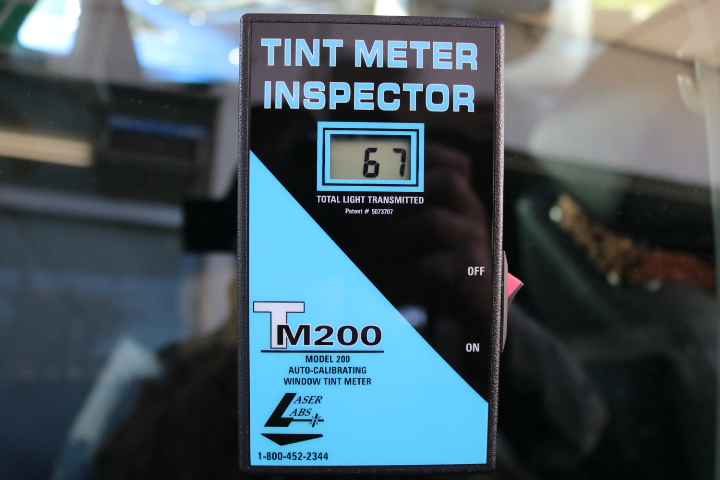 TINT METER
INSPECTOR
67
TOTAL LIGHT TRANSMITTED
Patent # 5073707
OFF
TM200
ON
MODEL 200
AUTO-CALIBRATING
WINDOW TINT METER
LASER
LABS
1-800-452-2344